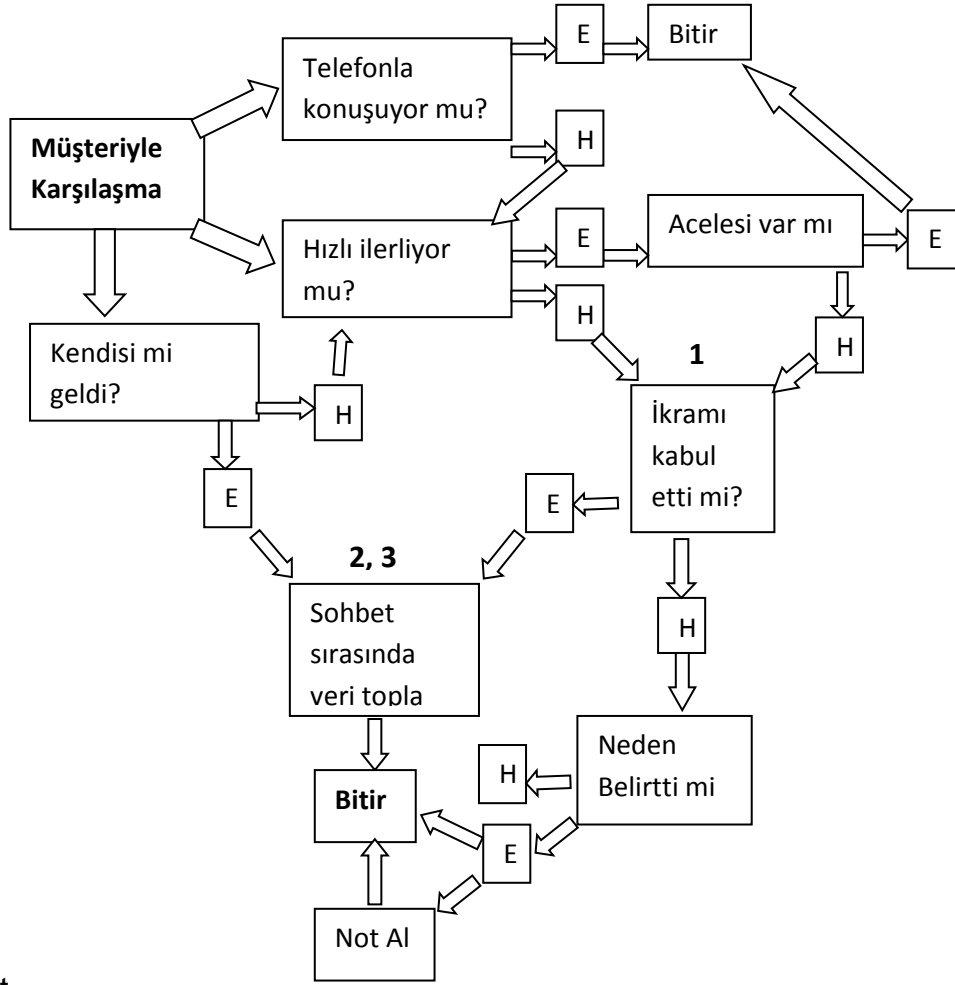 E
Bitir
Telefonla
konuşuyor mu?
H
Müşteriyle
Karşılaşma
E
Acelesi var mı
E
Hızlı ilerliyor
mu?
H
H
1
Kendisi mi
geldi?
H
İkramı
kabul
etti mi?
E
E
2, 3
Sohbet
sırasında
veri topla
H
Neden
Belirtti mi
H
Bitir
E
Not Al